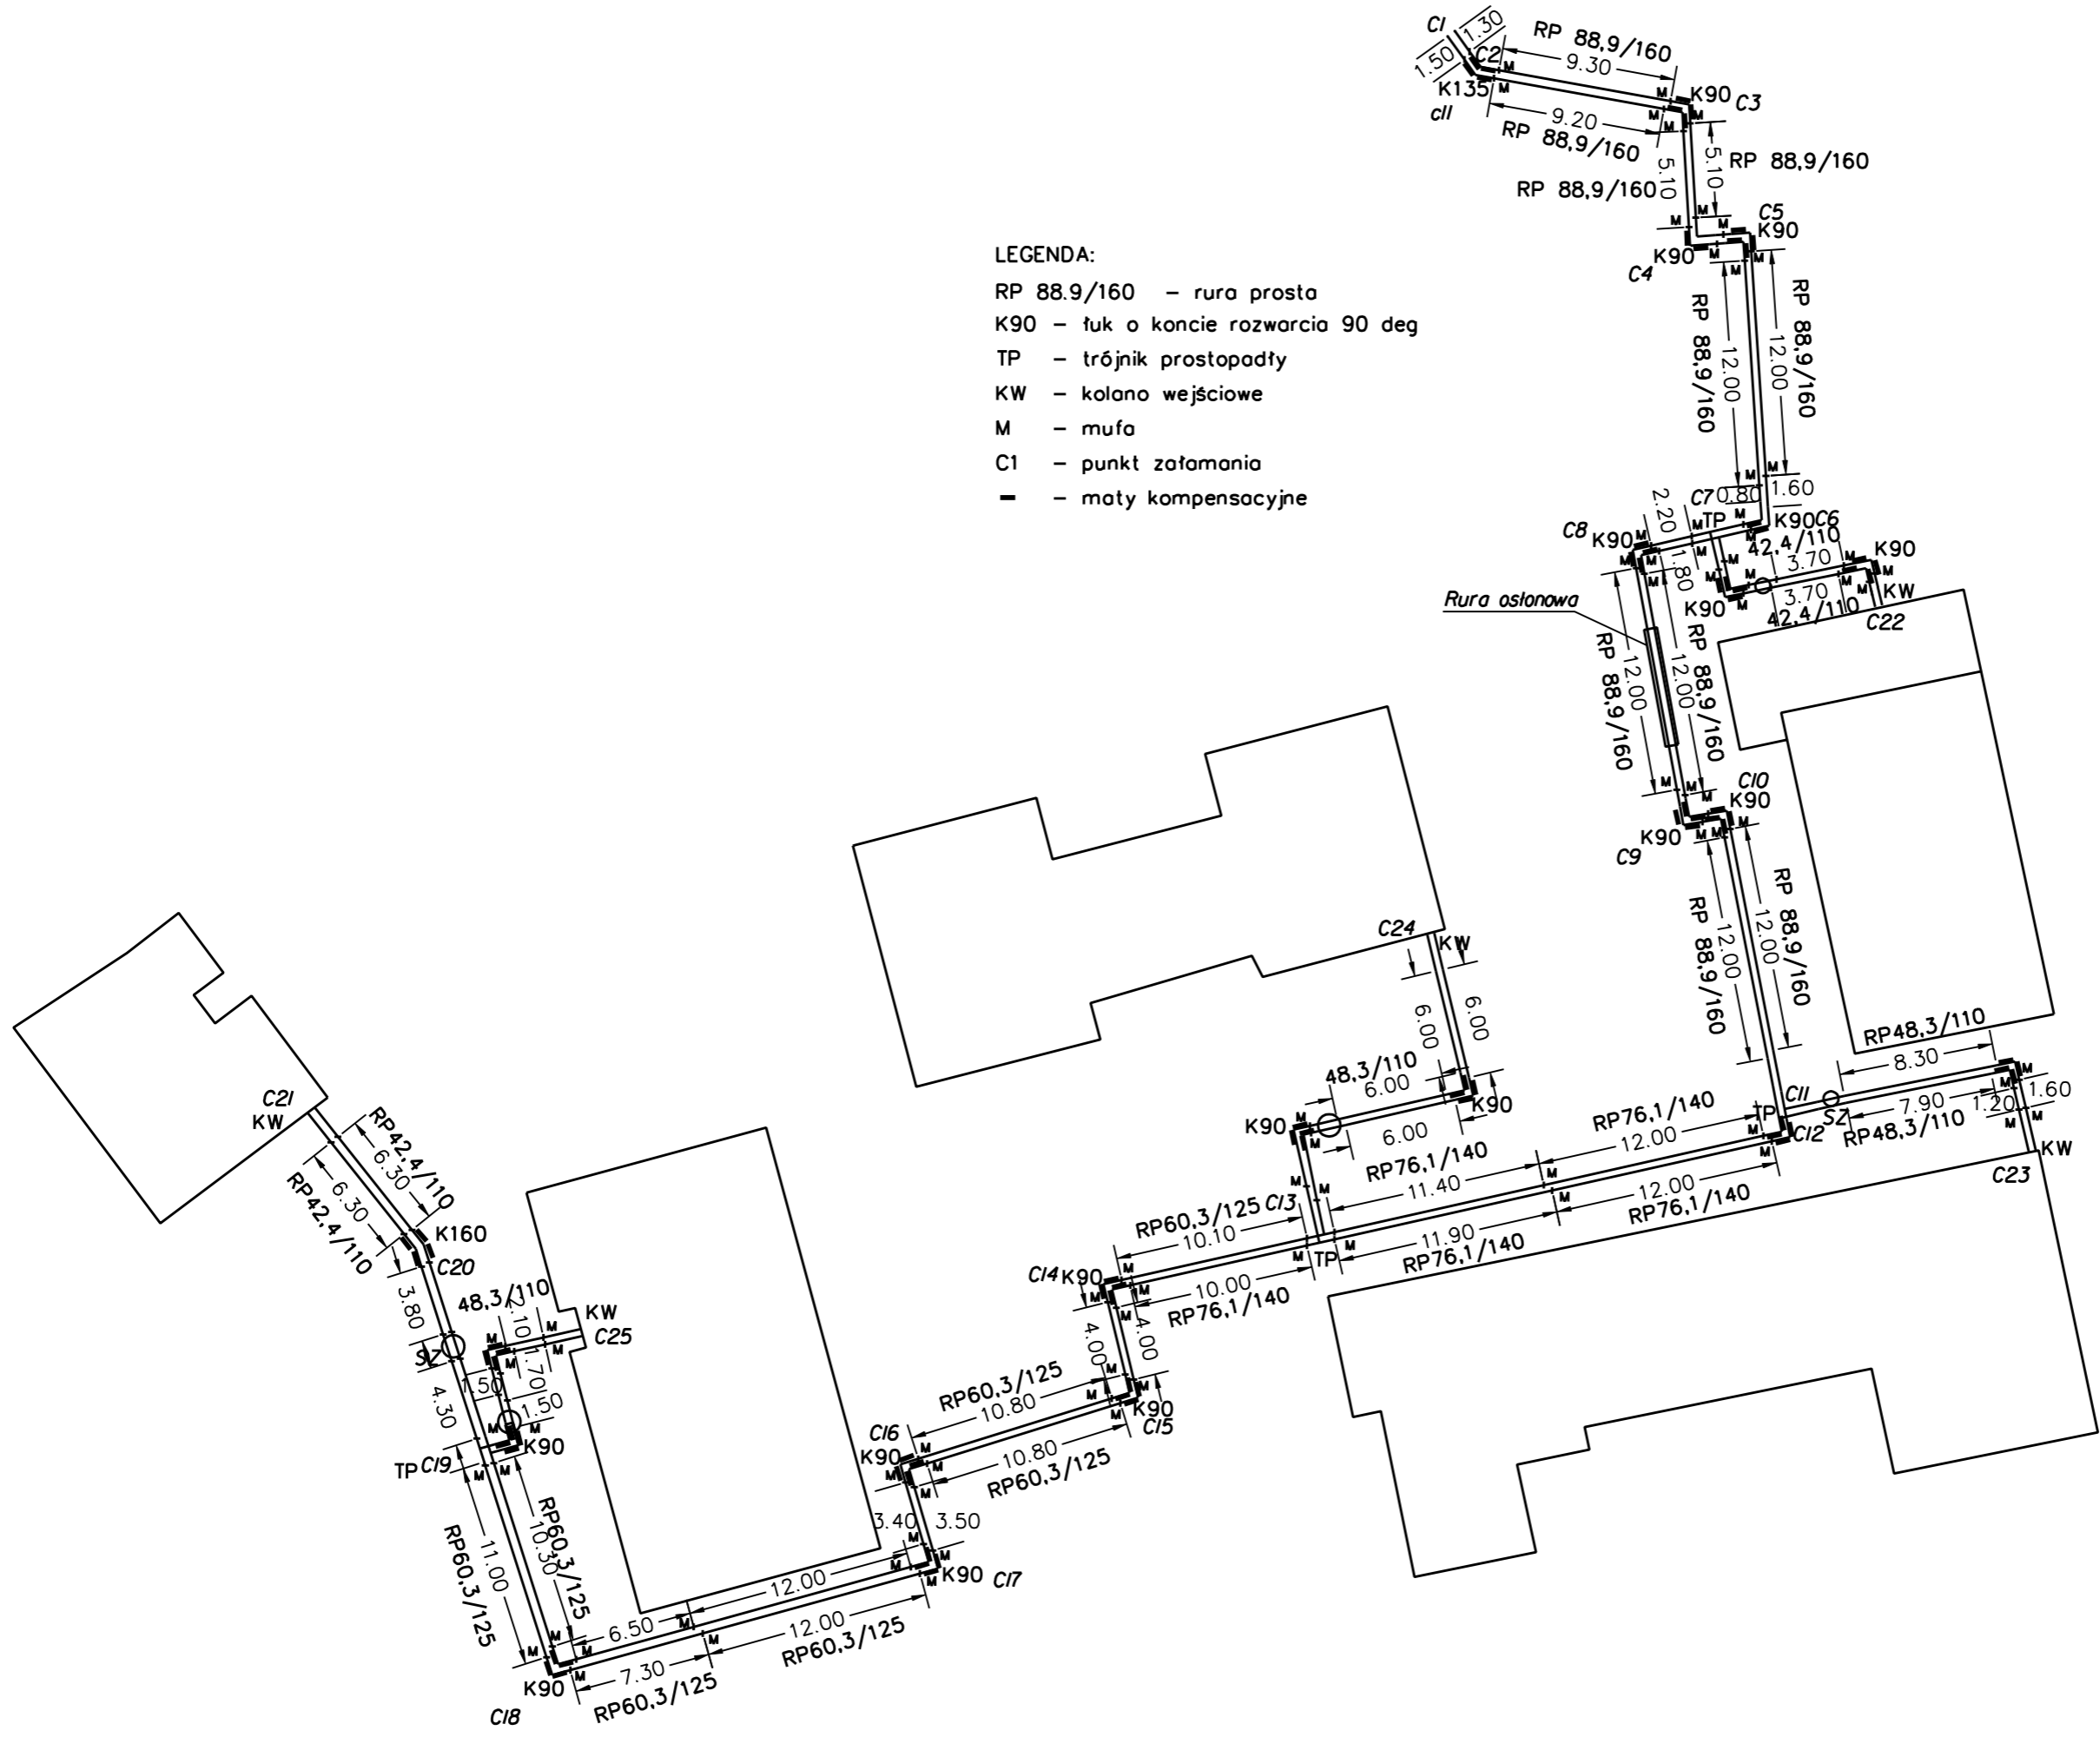 C1
1.30
1.50
C2
RP 88,9/160
9.30
M
M
K135
c11
9.20
RP 88,9/160
M
K90
C3
M
M
M
5.10
RP 88,9/160
5.10
RP 88,9/160
M
M
M
C5
K90
K90
M
M
M
C4
LEGENDA:
RP 88.9/160 – rura prosta
K90 – łuk o koncie rozwarcia 90 deg
TP – trójnik prostopadły
KW – kolano wejściowe
M – mufa
C1 – punkt załamania
– maty kompensacyjne
RP 88,9/160
12.00
12.00
RP 88,9/160
M
M
C7
0.80
1.60
2.20
M
TP
M
K90
C6
M
C8
K90
M
M
1.80
42,4/110
3.70
M
K90
M
M
M
M
M
M
M
K90
M
3.70
42,4/110
M
M
KW
C22
Rura osłonowa
RP 88,9/160
12.00
12.00
RP 88,9/160
M
M
M
C10
K90
M
K90
M
M
C9
RP 88,9/160
12.00
12.00
RP 88,9/160
C24
KW
6.00
6.00
48,3/110
6.00
K90
K90
M
M
6.00
RP76,1/140
M
M
RP48,3/110
8.30
C11
TP
SZ
7.90
RP48,3/110
M
M
1.20
1.60
M
M
KW
C23
C12
M
M
RP76,1/140
12.00
M
M
12.00
RP76,1/140
11.40
11.90
RP76,1/140
C13
TP
M
M
RP60,3/125
10.10
10.00
RP76,1/140
C14
K90
M
M
M
M
4.00
4.00
M
M
M
M
K90
C15
RP60,3/125
10.80
10.80
RP60,3/125
C16
K90
M
M
M
M
3.40
3.50
M
M
M
M
K90
C17
12.00
12.00
RP60,3/125
M
M
6.50
7.30
RP60,3/125
M
M
M
M
K90
C18
RP60,3/125
11.00
10.30
RP60,3/125
TP
C19
M
M
M
M
K90
1.50
1.50
48,3/110
2.10
1.70
M
M
M
M
KW
C25
4.30
SZ
3.80
C20
K160
RP42,4/110
6.30
6.30
RP42,4/110
C21
KW